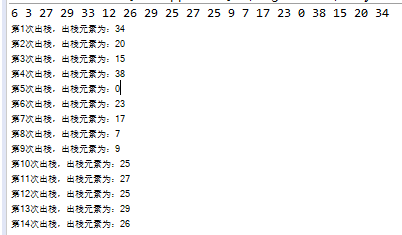 6 3 27 29 33 12 26 29 25 27 25 9 7 17 23 0 38 15 20 34
第1次出栈，出栈元素为：34
第2次出栈，出栈元素为：20
第3次出栈，出栈元素为：15
第4次出栈，出栈元素为：38
第5次出栈，出栈元素为：0
第6次出栈，出栈元素为：23
第7次出栈，出栈元素为：17
第8次出栈，出栈元素为：7
第9次出栈，出栈元素为：9
第10次出栈，出栈元素为：25
第11次出栈，出栈元素为：27
第12次出栈，出栈元素为：25
第13次出栈，出栈元素为：29
第14次出栈，出栈元素为：26